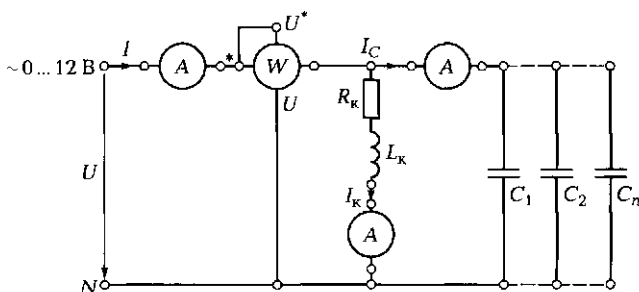 U*
I
I_C
~0 ... 12 В
A
*
W
A
R_к
U
L_к
U
I_к
C_1
C_2
C_n
A
N